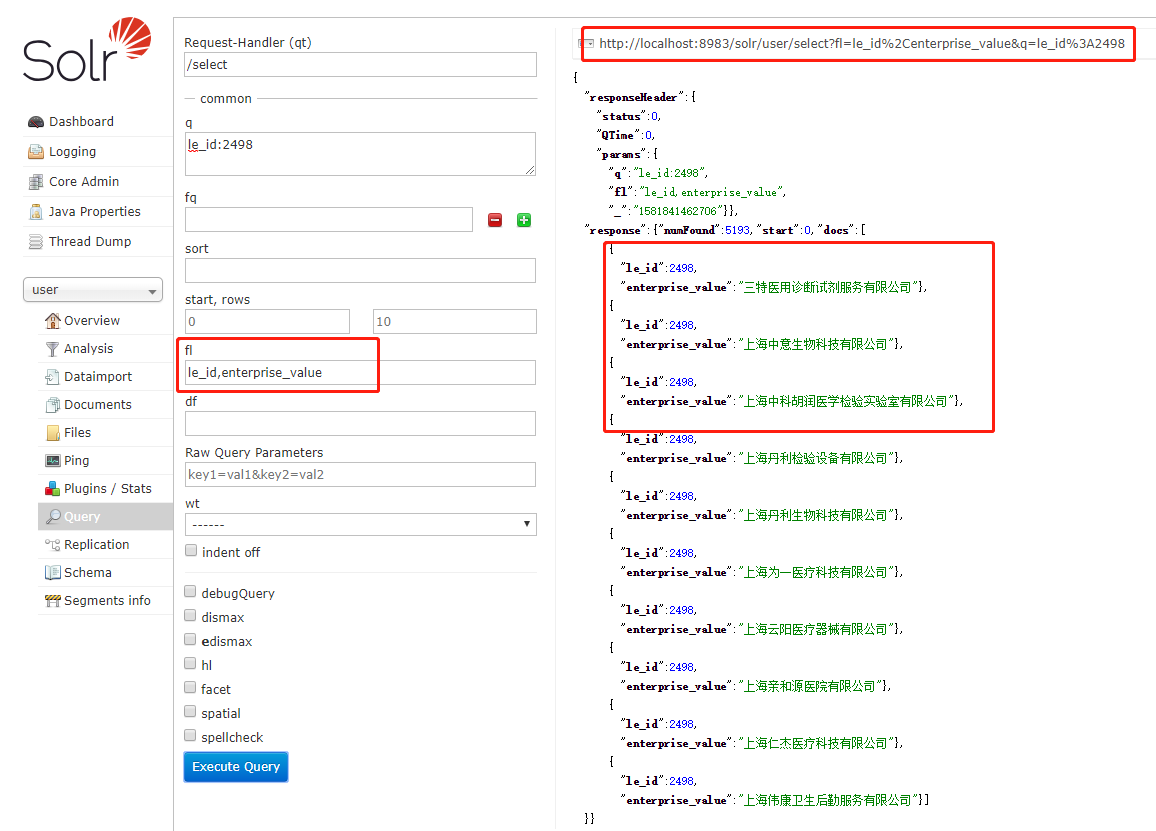 Solr
Dashboard
Logging
Core Admin
Java Properties
Thread Dump
user
Overview
Analysis
Dataimport
Documents
Files
Ping
Plugins / Stats
Query
Replication
Schema
Segments info
Request-Handler (qt)
/select
common
q
le_id:2498
fq
sort
start, rows
0 10
fl
le_id,enterprise_value
df
Raw Query Parameters
key1=val1&key2=val2
wt
------
indent off
debugQuery
dismax
edismax
hl
facet
spatial
spellcheck
Execute Query
http://localhost:8983/solr/user/select?fl=le_id%2Centerprise_value&q=le_id%3A2498
{
"responseHeader":{
"status":0,
"QTime":0,
"params":{
"q":"le_id:2498",
"fl":"le_id,enterprise_value",
"_":"1581841462706"}},
"response":{"numFound":5193,"start":0,"docs":[
{
"le_id":2498,
"enterprise_value":"三特医用诊断试剂服务有限公司"},
{
"le_id":2498,
"enterprise_value":"上海中意生物科技有限公司"},
{
"le_id":2498,
"enterprise_value":"上海中科胡润医学检验实验室有限公司"},
{
"le_id":2498,
"enterprise_value":"上海丹利检验设备有限公司"},
{
"le_id":2498,
"enterprise_value":"上海丹利生物科技有限公司"},
{
"le_id":2498,
"enterprise_value":"上海为一医疗科技有限公司"},
{
"le_id":2498,
"enterprise_value":"上海云阳医疗器械有限公司"},
{
"le_id":2498,
"enterprise_value":"上海亲和源医院有限公司"},
{
"le_id":2498,
"enterprise_value":"上海仁杰医疗科技有限公司"},
{
"le_id":2498,
"enterprise_value":"上海伟康卫生后勤服务有限公司"}]
}}